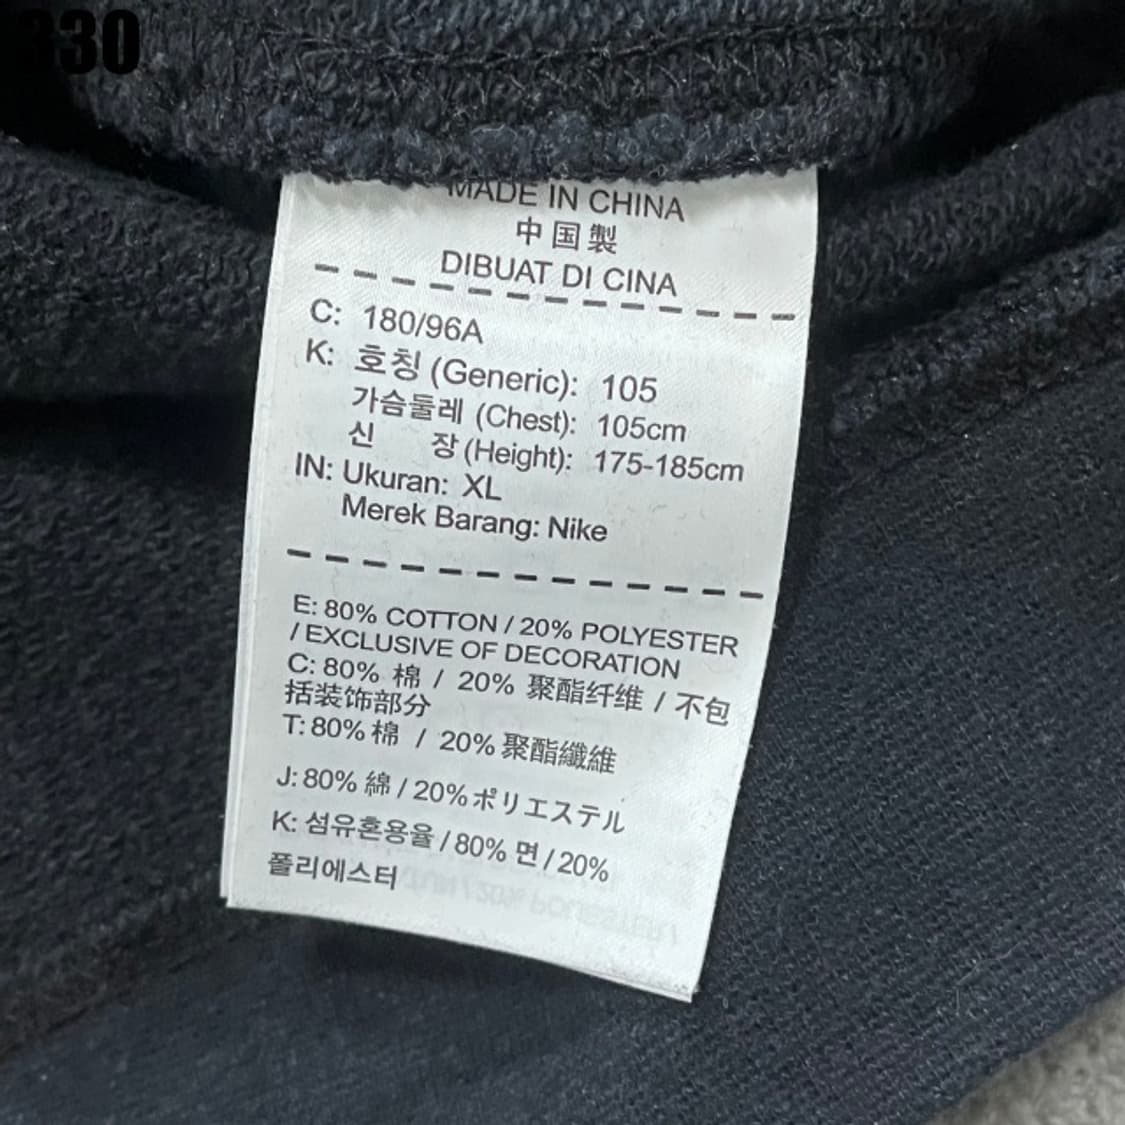 330
MADE IN CHINA
中国製
DIBUAT DI CINA
C: 180/96A
K: 호칭 (Generic): 105
가슴둘레 (Chest): 105cm
신 장 (Height): 175-185cm
IN: Ukuran: XL
Merek Barang: Nike
E: 80% COTTON / 20% POLYESTER
/ EXCLUSIVE OF DECORATION
C: 80% 棉 / 20% 聚酯纤维 / 不包
括装饰部分
T: 80% 棉 / 20% 聚酯纖維
J: 80% 綿 / 20% ポリエステル
K: 섬유혼용율 / 80% 면 / 20%
폴리에스터